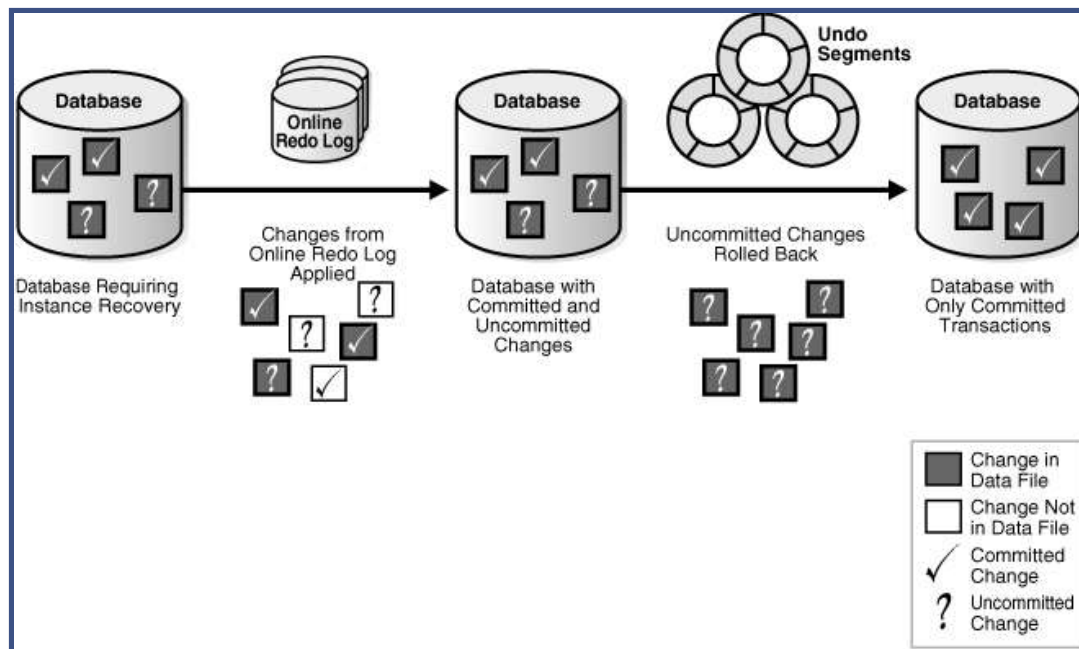 Undo
Segments
Database
Online
Redo Log
Database
Database
Changes from
Online Redo Log
Applied
Uncommitted Changes
Rolled Back
Database Requiring
Instance Recovery
Database with
Committed and
Uncommitted
Changes
Database with
Only Committed
Transactions
Change in
Data File
Change Not
in Data File
Committed
Change
Uncommitted
Change